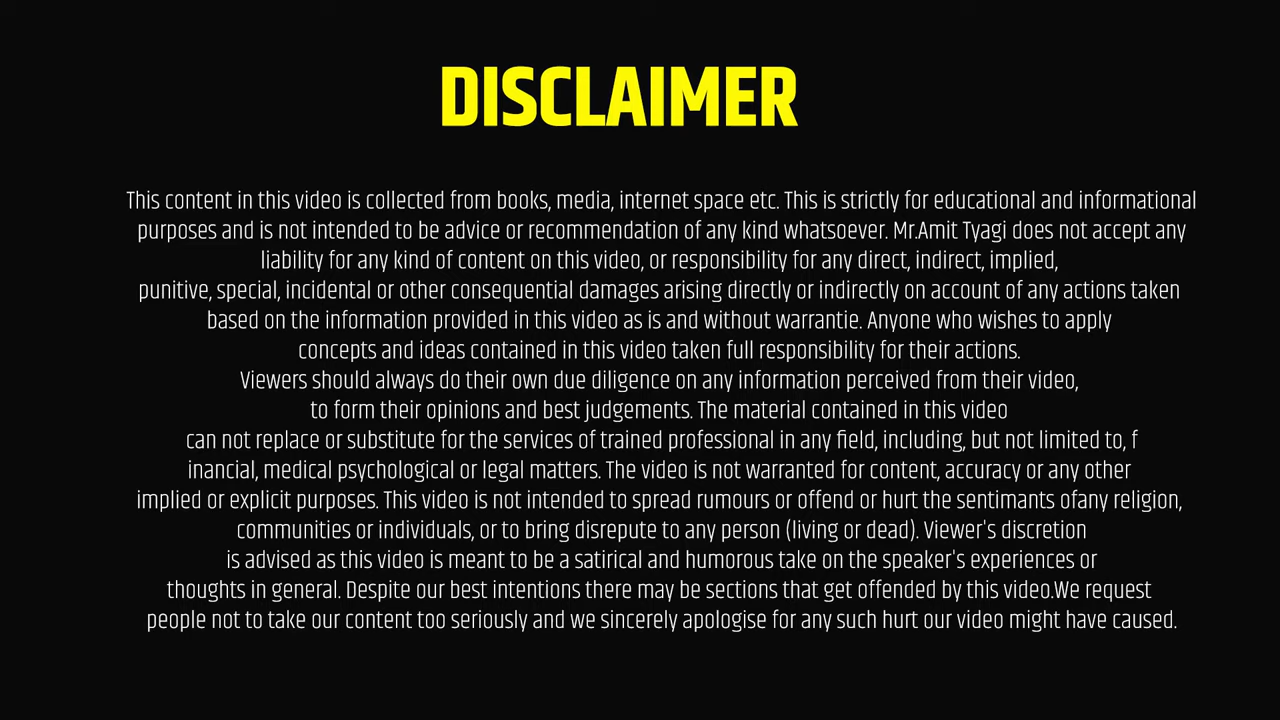 DISCLAIMER
This content in this video is collected from books, media, internet space etc. This is strictly for educational and informational
purposes and is not intended to be advice or recommendation of any kind whatsoever. Mr.Amit Tyagi does not accept any
liability for any kind of content on this video, or responsibility for any direct, indirect, implied,
punitive, special, incidental or other consequential damages arising directly or indirectly on account of any actions taken
based on the information provided in this video as is and without warrantie. Anyone who wishes to apply
concepts and ideas contained in this video taken full responsibility for their actions.
Viewers should always do their own due diligence on any information perceived from their video,
to form their opinions and best judgements. The material contained in this video
can not replace or substitute for the services of trained professional in any field, including, but not limited to, f
inancial, medical psychological or legal matters. The video is not warranted for content, accuracy or any other
implied or explicit purposes. This video is not intended to spread rumours or offend or hurt the sentimants ofany religion,
communities or individuals, or to bring disrepute to any person (living or dead). Viewer's discretion
is advised as this video is meant to be a satirical and humorous take on the speaker's experiences or
thoughts in general. Despite our best intentions there may be sections that get offended by this video.We request
people not to take our content too seriously and we sincerely apologise for any such hurt our video might have caused.